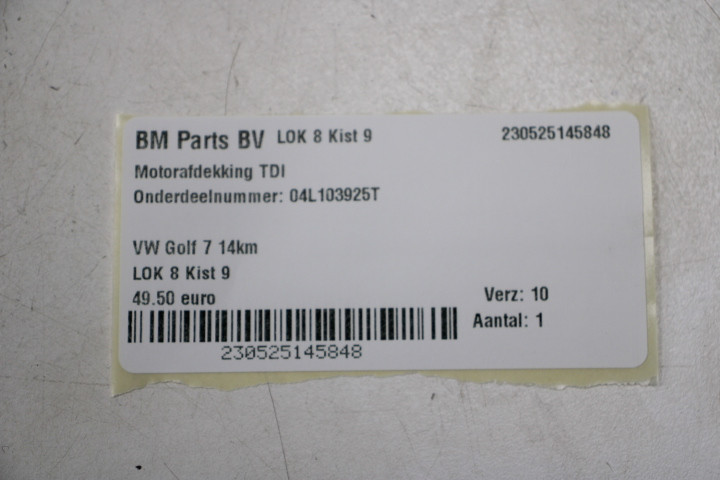 BM Parts BV LOK 8 Kist 9 230525145848
Motorafdekking TDI
Onderdeelnummer: 04L103925T
VW Golf 7 14km
LOK 8 Kist 9
49.50 euro Verz: 10
Aantal: 1
230525145848